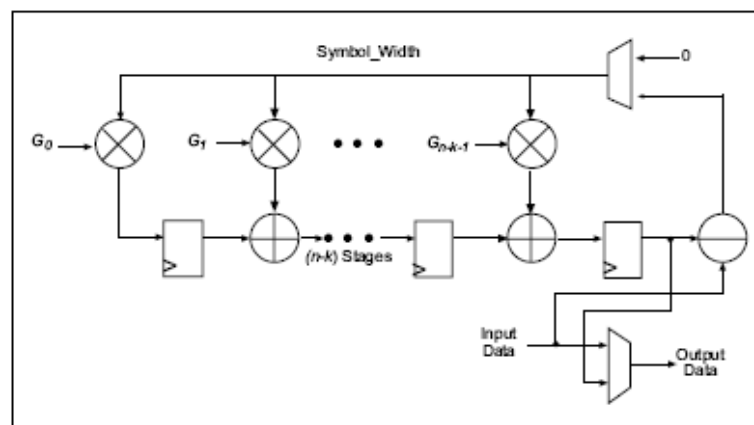 Symbol_Width
0
G0
G1
Gn-k-1
(n-k) Stages
Input
Data
Output
Data